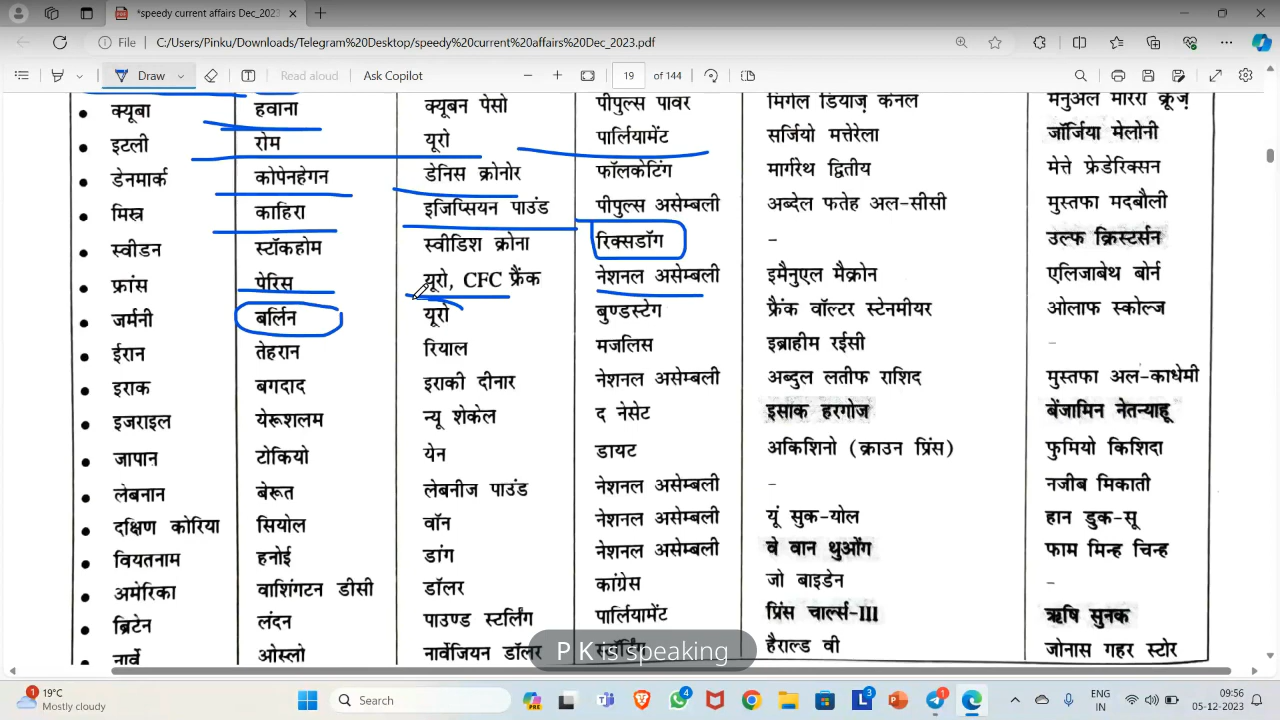 *speedy current affairs Dec_2023.
File C:/Users/Pinku/Downloads/Telegram%20Desktop/_speedy%20current%20affairs%20Dec_2023.pdf
Draw Read aloud Ask Copilot 19 of 144
क्यूबा हवाना क्यूबन पेसो पीपुल्स पावर मिगेल डियाज़ कनल मैनुअल मारेरो क्रूज़
इटली रोम यूरो पार्लियामेंट सर्जियो मत्तेरेला जॉर्जिया मेलोनी
डेनमार्क कोपेनहेगन डेनिस क्रोनोर फॉलकेटिंग मार्गरेथ द्वितीय मेत्ते फ्रेडेरिक्सन
मिस्र काहिरा इजिप्सियन पाउंड पीपुल्स असेम्बली अब्देल फतेह अल-सीसी मुस्तफा मदबौली
स्वीडन स्टॉकहोम स्वीडिश क्रोना रिक्सडॉग - उल्फ क्रिस्टर्सन
फ्रांस पेरिस यूरो, CFC फ्रैंक नेशनल असेम्बली इमैनुएल मैक्रोन एलिजाबेथ बोर्न
जर्मनी बर्लिन यूरो बुण्डस्टेग फ्रैंक वॉल्टर स्टेनमीयर ओलाफ स्कोल्ज
ईरान तेहरान रियाल मजलिस इब्राहीम रईसी -
इराक बगदाद इराकी दीनार नेशनल असेम्बली अब्दुल लतीफ राशिद मुस्तफा अल-काधेमी
इजराइल येरूशलम न्यू शेकेल द नेसेट इसाक हरगोज बेंजामिन नेतन्याहू
जापान टोकियो येन डायट अकिशिनो (क्राउन प्रिंस) फुमियो किशिदा
लेबनान बेरूत लेबनीज पाउंड नेशनल असेम्बली - नजीब मिकाती
दक्षिण कोरिया सियोल वॉन नेशनल असेम्बली यूं सुक-योल हान डुक-सू
वियतनाम हनोई डांग नेशनल असेम्बली वे वान थुओंग फाम मिन्ह चिन्ह
अमेरिका वाशिंगटन डीसी डॉलर कांग्रेस जो बाइडेन -
ब्रिटेन लंदन पाउण्ड स्टर्लिंग पार्लियामेंट प्रिंस चार्ल्स-III ऋषि सुनक
नार्वे ओस्लो नार्वेजियन डॉलर हैराल्ड वी जोनास गहर स्टोर
P K is speaking
1 19°C Search 4 3 1 ENG 09:56
Mostly cloudy IN 05-12-2023